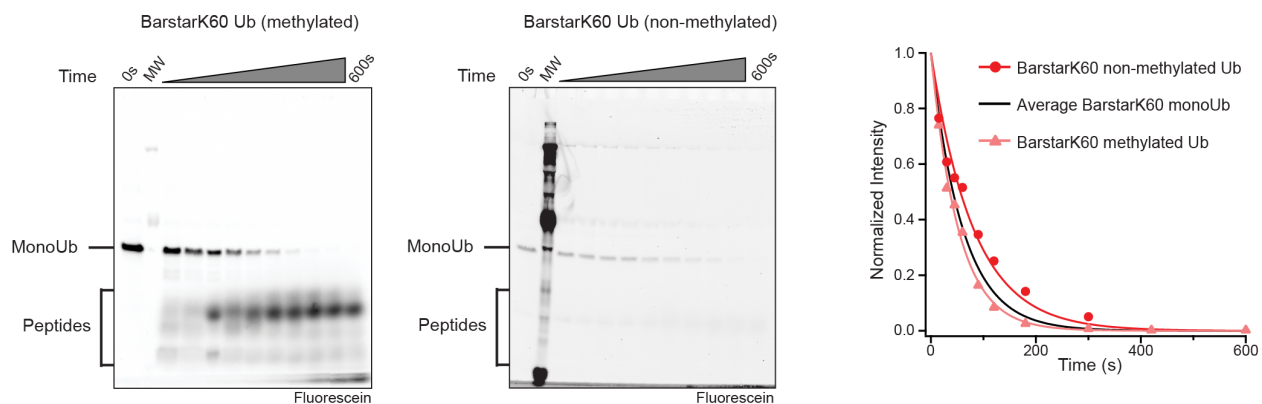 BarstarK60 Ub (methylated)
Time
0s
MW
600s
MonoUb
Peptides
Fluorescein
BarstarK60 Ub (non-methylated)
Time
0s
MW
600s
MonoUb
Peptides
Fluorescein
1.0
0.8
0.6
0.4
0.2
0.0
Normalized Intensity
0
200
400
600
Time (s)
BarstarK60 non-methylated Ub
Average BarstarK60 monoUb
BarstarK60 methylated Ub